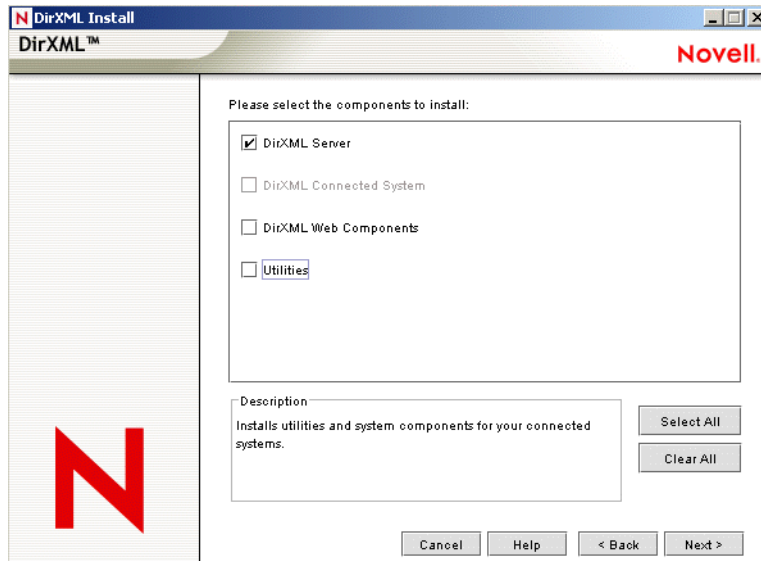 N DirXML Install
DirXML™
Novell.
Please select the components to install:
DirXML Server
DirXML Connected System
DirXML Web Components
Utilities
Description
Installs utilities and system components for your connected
systems.
Select All
Clear All
N
Cancel
Help
< Back
Next >